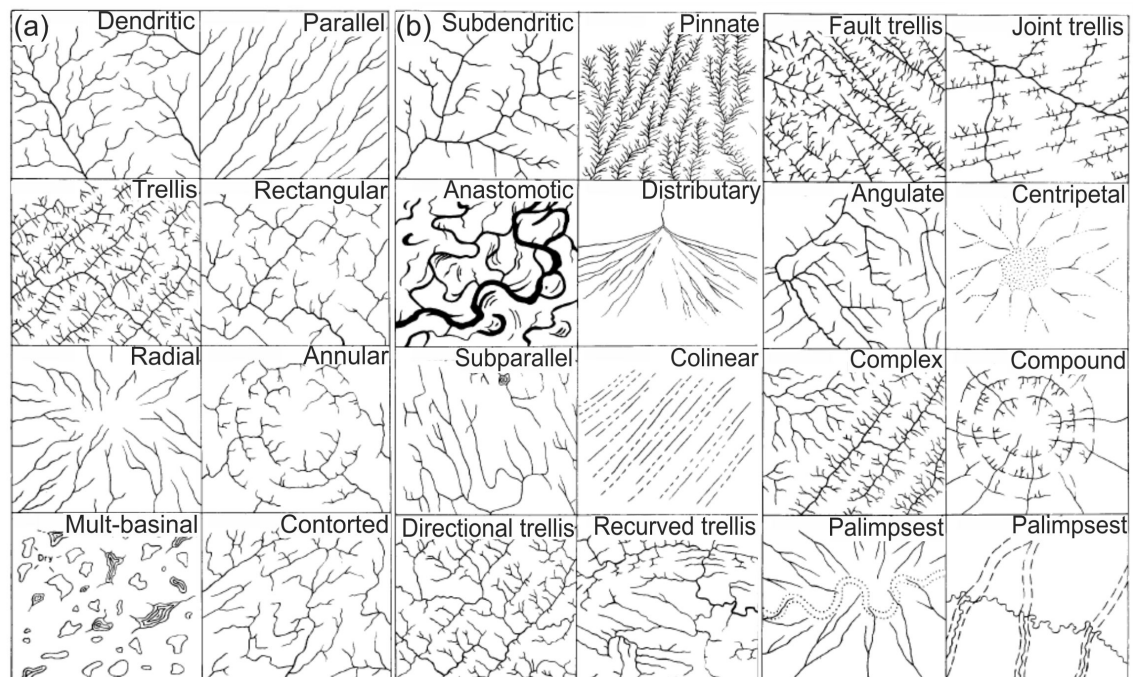 (a) Dendritic Parallel (b) Subdendritic Pinnate Fault trellis Joint trellis
Trellis Rectangular Anastomotic Distributary Angulate Centripetal
Radial Annular Subparallel Colinear Complex Compound
Mult-basinal Contorted Directional trellis Recurved trellis Palimpsest Palimpsest
Dry